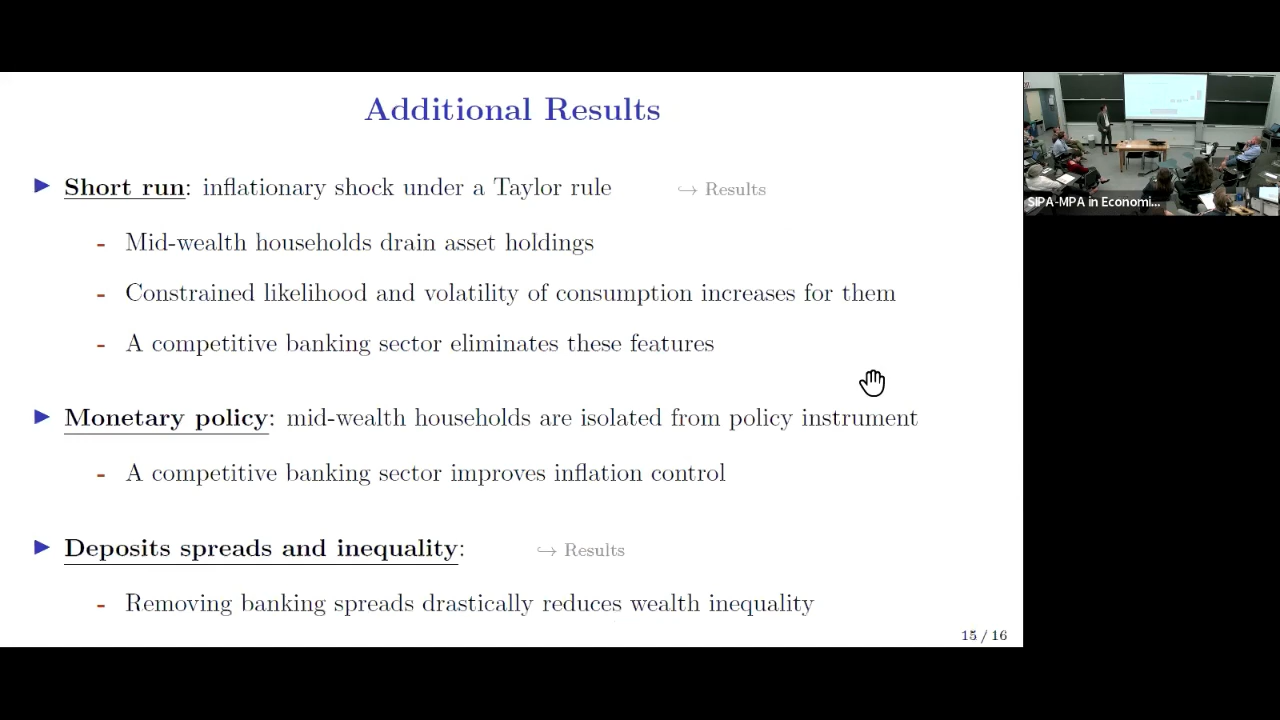 Additional Results
▶ Short run: inflationary shock under a Taylor rule ↪ Results
- Mid-wealth households drain asset holdings
- Constrained likelihood and volatility of consumption increases for them
- A competitive banking sector eliminates these features
▶ Monetary policy: mid-wealth households are isolated from policy instrument
- A competitive banking sector improves inflation control
▶ Deposits spreads and inequality: ↪ Results
- Removing banking spreads drastically reduces wealth inequality
15 / 16
SIPA-MPA in Economi...